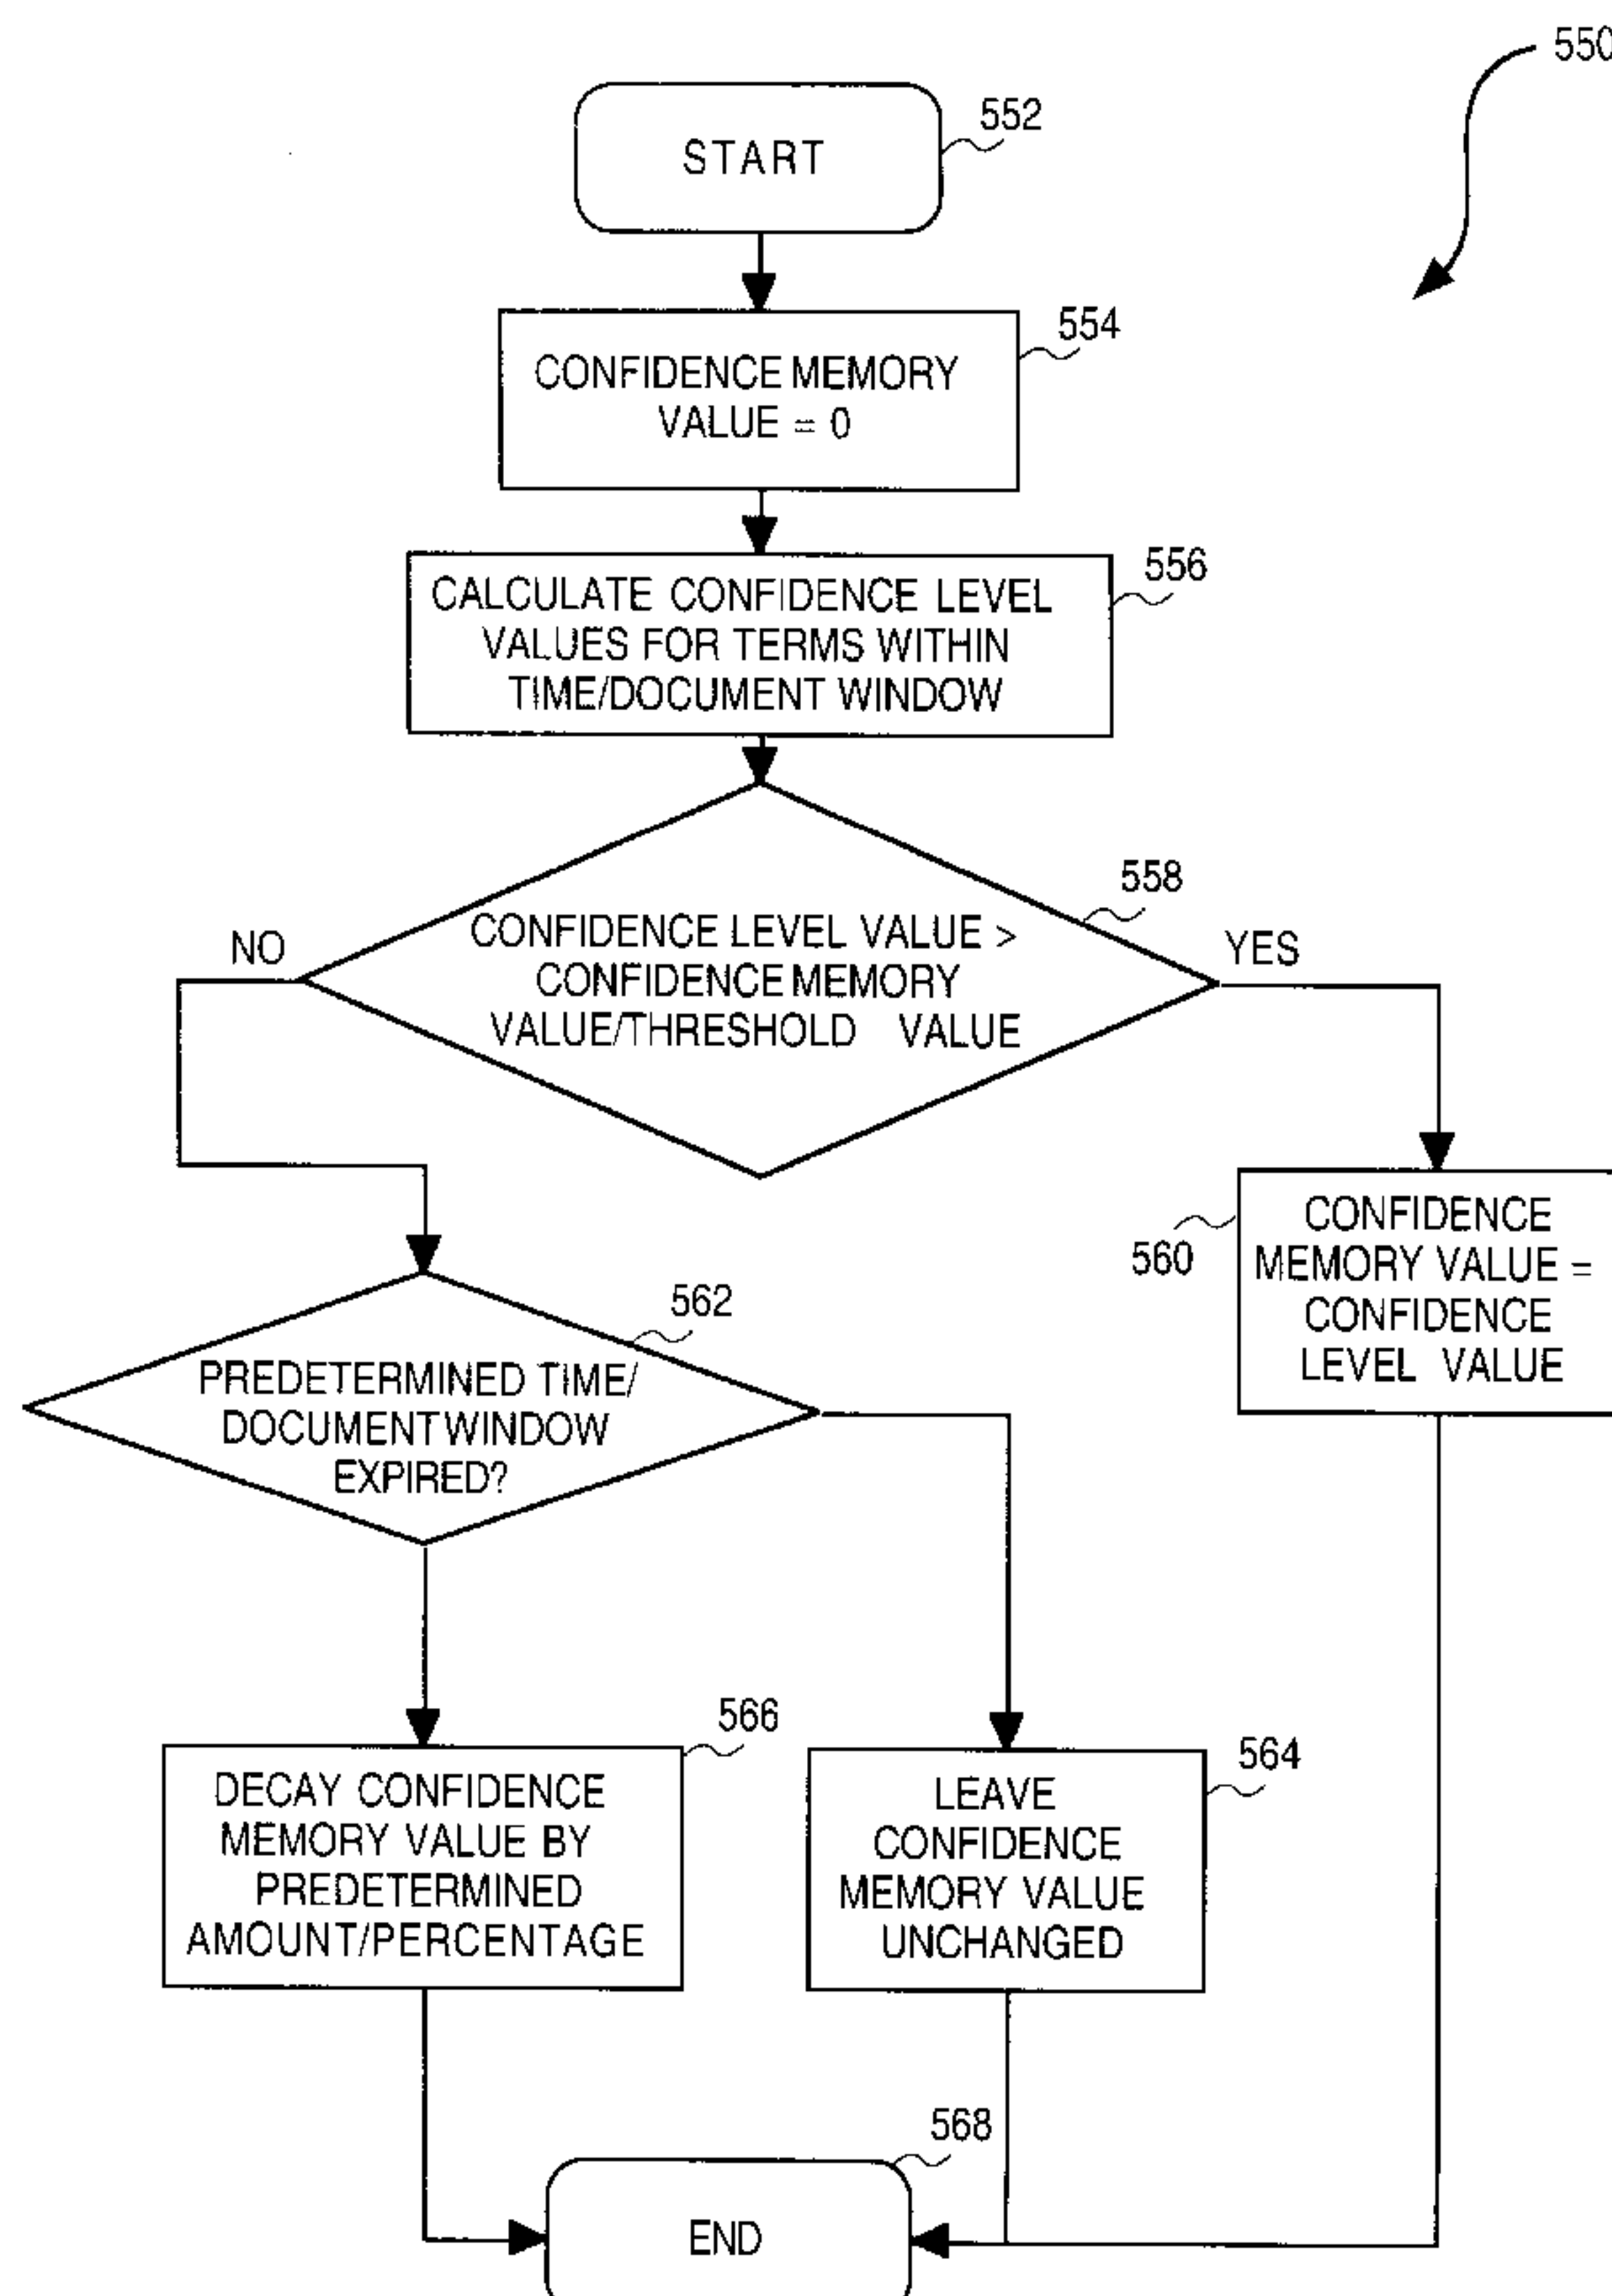 550
START
552
CONFIDENCE MEMORY
VALUE = 0
554
CALCULATE CONFIDENCE LEVEL
VALUES FOR TERMS WITHIN
TIME/DOCUMENT WINDOW
556
CONFIDENCE LEVEL VALUE >
CONFIDENCE MEMORY
VALUE/THRESHOLD VALUE
558
NO
YES
560
CONFIDENCE
MEMORY VALUE =
CONFIDENCE
LEVEL VALUE
562
PREDETERMINED TIME/
DOCUMENT WINDOW
EXPIRED?
566
DECAY CONFIDENCE
MEMORY VALUE BY
PREDETERMINED
AMOUNT/PERCENTAGE
564
LEAVE
CONFIDENCE
MEMORY VALUE
UNCHANGED
568
END